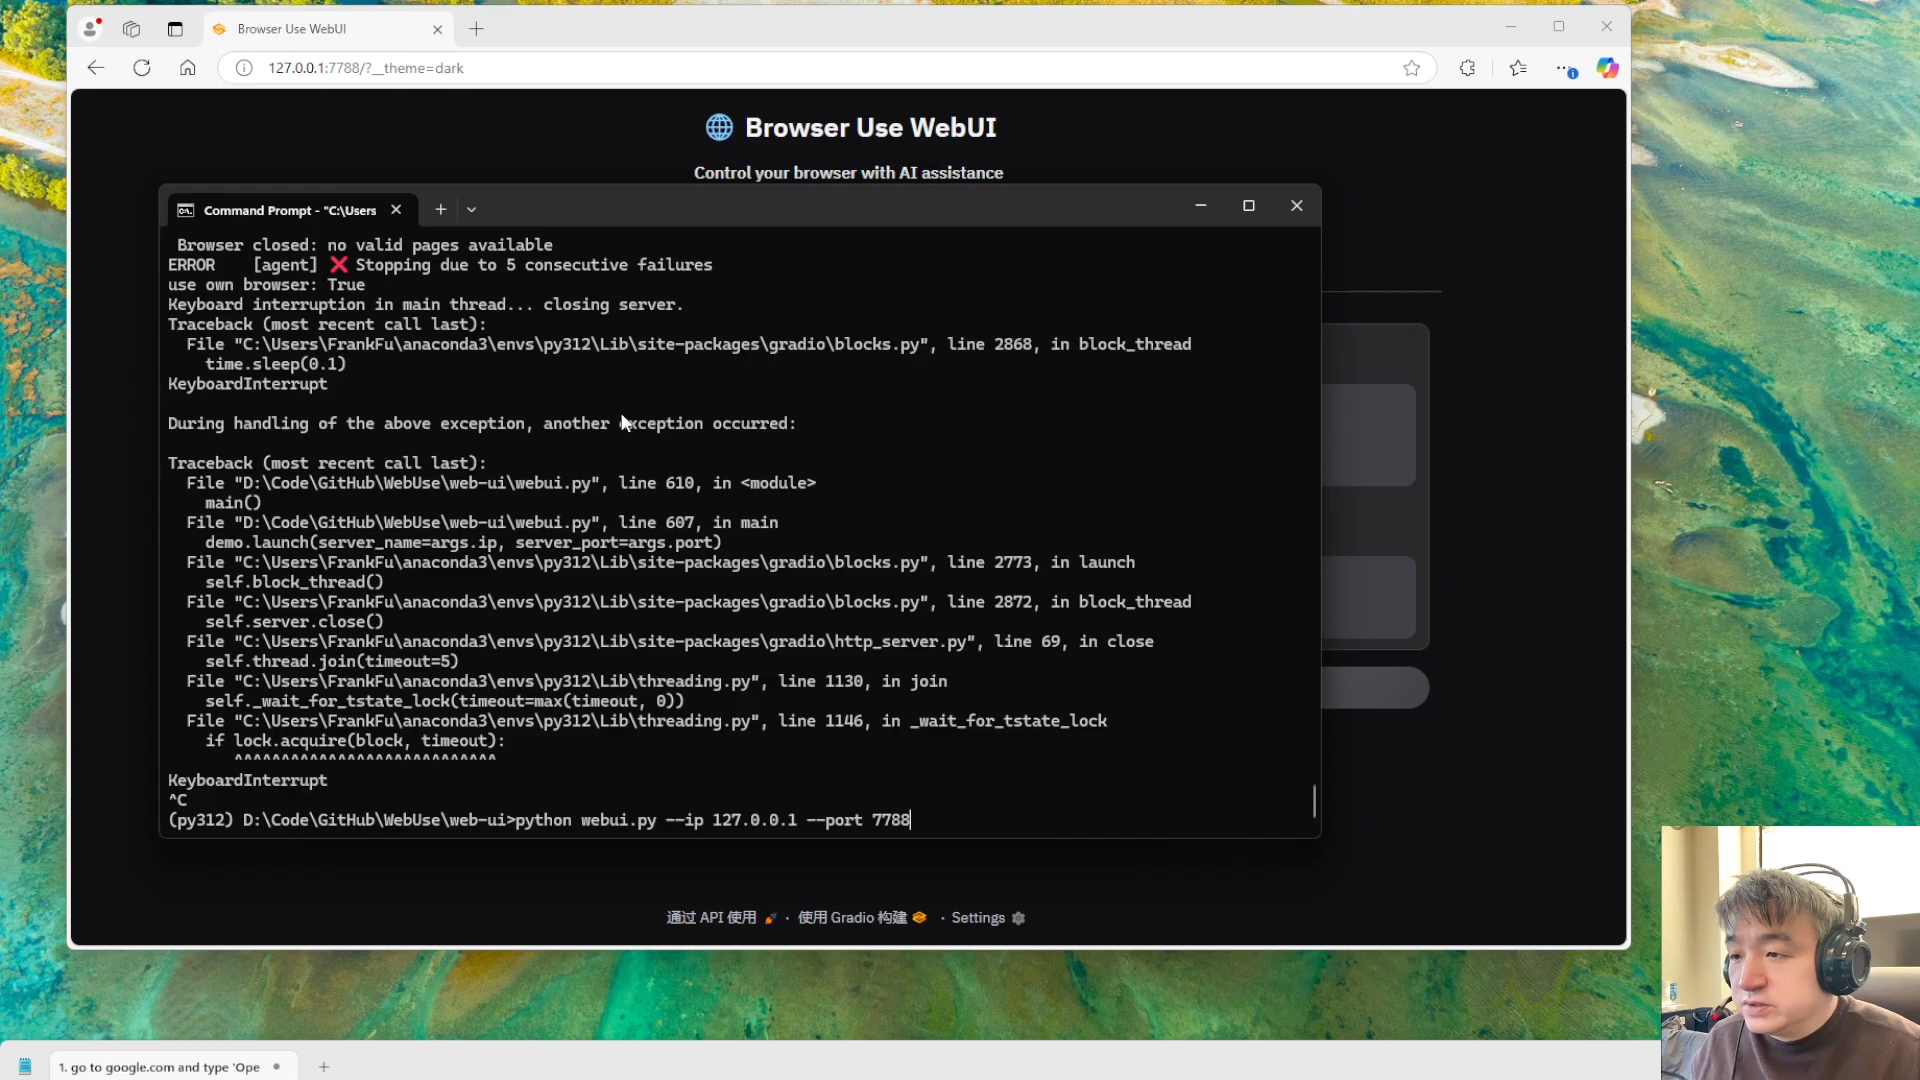 Browser Use WebUI
127.0.0.1:7788/?__theme=dark
Browser Use WebUI
Control your browser with AI assistance
Command Prompt - "C:\Users
Browser closed: no valid pages available
ERROR    [agent] ❌ Stopping due to 5 consecutive failures
use own browser: True
Keyboard interruption in main thread... closing server.
Traceback (most recent call last):
  File "C:\Users\FrankFu\anaconda3\envs\py312\Lib\site-packages\gradio\blocks.py", line 2868, in block_thread
    time.sleep(0.1)
KeyboardInterrupt
During handling of the above exception, another exception occurred:
Traceback (most recent call last):
  File "D:\Code\GitHub\WebUse\web-ui\webui.py", line 610, in <module>
    main()
  File "D:\Code\GitHub\WebUse\web-ui\webui.py", line 607, in main
    demo.launch(server_name=args.ip, server_port=args.port)
  File "C:\Users\FrankFu\anaconda3\envs\py312\Lib\site-packages\gradio\blocks.py", line 2773, in launch
    self.block_thread()
  File "C:\Users\FrankFu\anaconda3\envs\py312\Lib\site-packages\gradio\blocks.py", line 2872, in block_thread
    self.server.close()
  File "C:\Users\FrankFu\anaconda3\envs\py312\Lib\site-packages\gradio\http_server.py", line 69, in close
    self.thread.join(timeout=5)
  File "C:\Users\FrankFu\anaconda3\envs\py312\Lib\threading.py", line 1130, in join
    self._wait_for_tstate_lock(timeout=max(timeout, 0))
  File "C:\Users\FrankFu\anaconda3\envs\py312\Lib\threading.py", line 1146, in _wait_for_tstate_lock
    if lock.acquire(block, timeout):
       ^^^^^^^^^^^^^^^^^^^^^^^^^^^^
KeyboardInterrupt
^C
(py312) D:\Code\GitHub\WebUse\web-ui>python webui.py --ip 127.0.0.1 --port 7788
通过 API 使用 🚀 · 使用 Gradio 构建 · Settings
1. go to google.com and type 'Ope